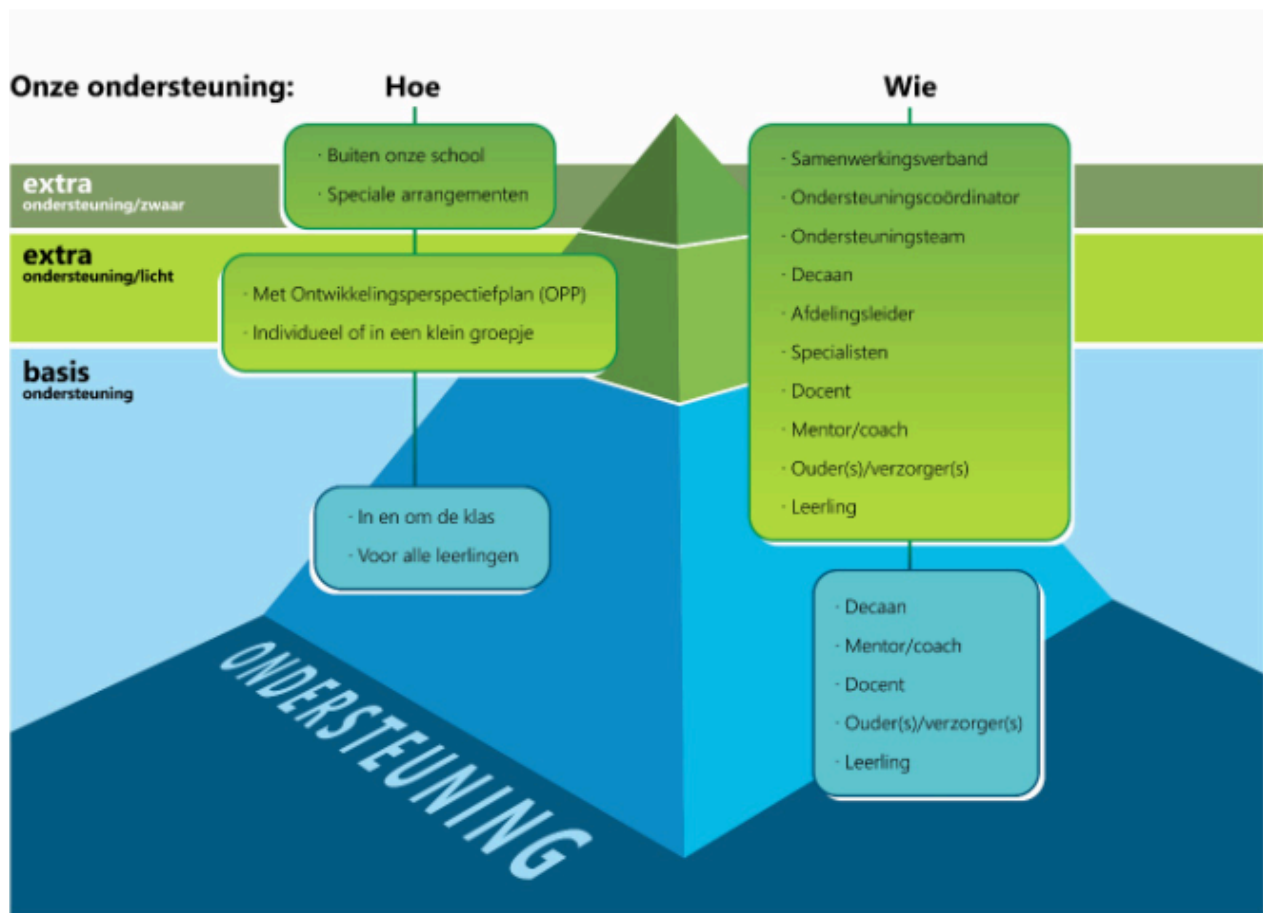 Onze ondersteuning:
Hoe
Wie
extra
ondersteuning/zwaar
· Buiten onze school
· Speciale arrangementen
extra
ondersteuning/licht
· Met Ontwikkelingsperspectiefplan (OPP)
· Individueel of in een klein groepje
basis
ondersteuning
· In en om de klas
· Voor alle leerlingen
· Samenwerkingsverband
· Ondersteuningscoördinator
· Ondersteuningsteam
· Decaan
· Afdelingsleider
· Specialisten
· Docent
· Mentor/coach
· Ouder(s)/verzorger(s)
· Leerling
· Decaan
· Mentor/coach
· Docent
· Ouder(s)/verzorger(s)
· Leerling
ONDERSTEUNING